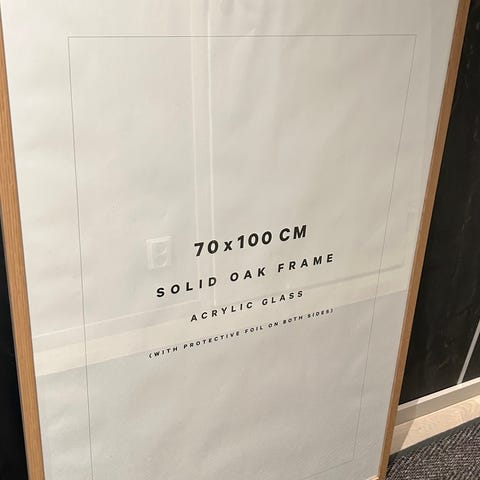 70x100 CM
SOLID OAK FRAME
ACRYLIC GLASS
(WITH PROTECTIVE FOIL ON BOTH SIDES)